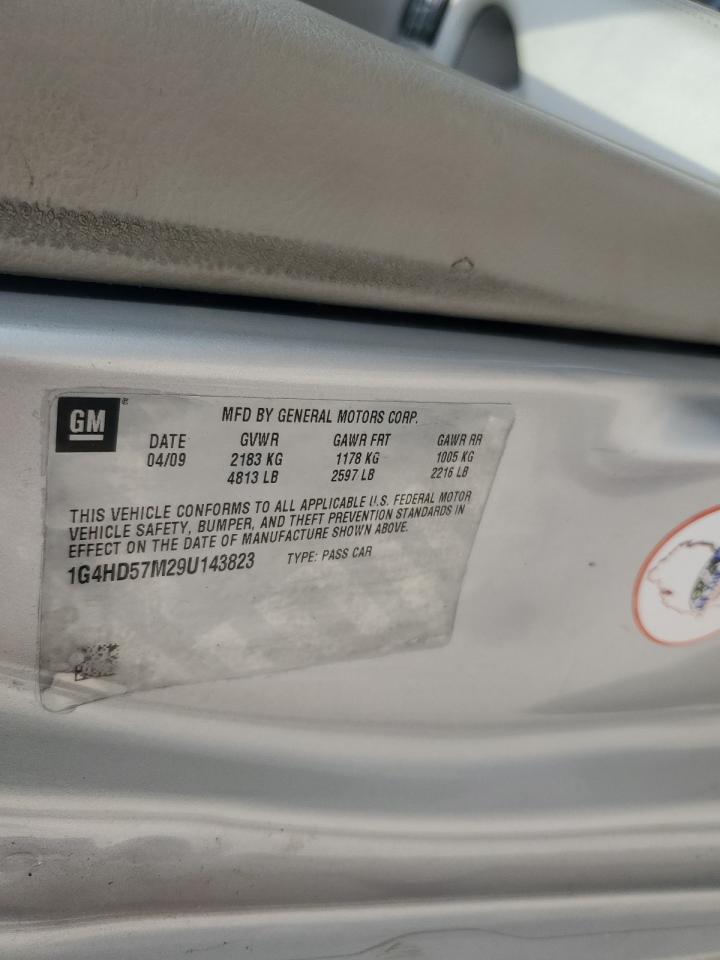 GM
MFD BY GENERAL MOTORS CORP.
DATE GVWR GAWR FRT GAWR RR
04/09 2183 KG 1178 KG 1005 KG
4813 LB 2597 LB 2216 LB
THIS VEHICLE CONFORMS TO ALL APPLICABLE U.S. FEDERAL MOTOR
VEHICLE SAFETY, BUMPER, AND THEFT PREVENTION STANDARDS IN
EFFECT ON THE DATE OF MANUFACTURE SHOWN ABOVE.
1G4HD57M29U143823 TYPE: PASS CAR